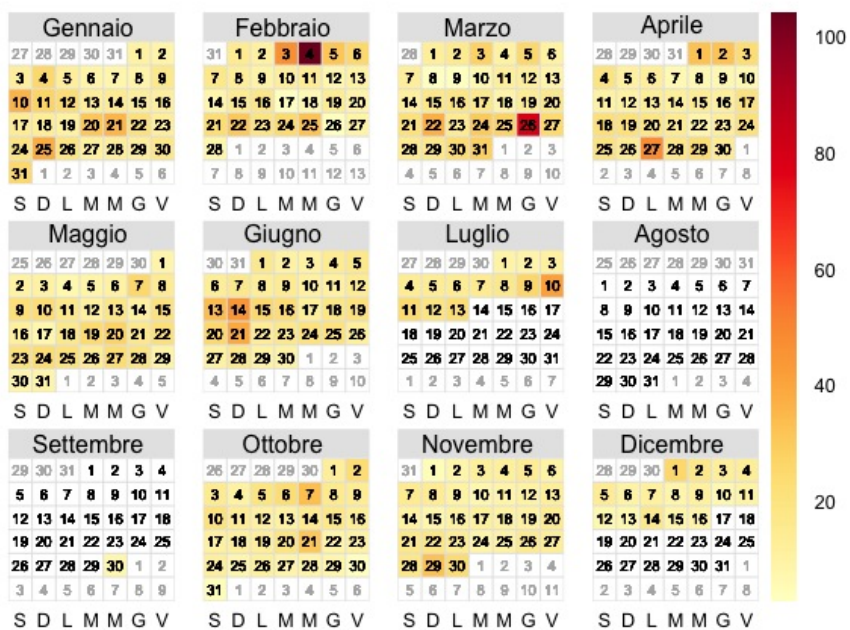 Gennaio
27 28 29 30 31 1 2
3 4 5 6 7 8 9
10 11 12 13 14 15 16
17 18 19 20 21 22 23
24 25 26 27 28 29 30
31 1 2 3 4 5 6
S D L M M G V
Febbraio
31 1 2 3 4 5 6
7 8 9 10 11 12 13
14 15 16 17 18 19 20
21 22 23 24 25 26 27
28 1 2 3 4 5 6
7 8 9 10 11 12 13
S D L M M G V
Marzo
28 1 2 3 4 5 6
7 8 9 10 11 12 13
14 15 16 17 18 19 20
21 22 23 24 25 26 27
28 29 30 31 1 2 3
4 5 6 7 8 9 10
S D L M M G V
Aprile
28 29 30 31 1 2 3
4 5 6 7 8 9 10
11 12 13 14 15 16 17
18 19 20 21 22 23 24
25 26 27 28 29 30 1
2 3 4 5 6 7 8
S D L M M G V
Maggio
25 26 27 28 29 30 1
2 3 4 5 6 7 8
9 10 11 12 13 14 15
16 17 18 19 20 21 22
23 24 25 26 27 28 29
30 31 1 2 3 4 5
S D L M M G V
Giugno
30 31 1 2 3 4 5
6 7 8 9 10 11 12
13 14 15 16 17 18 19
20 21 22 23 24 25 26
27 28 29 30 1 2 3
4 5 6 7 8 9 10
S D L M M G V
Luglio
27 28 29 30 1 2 3
4 5 6 7 8 9 10
11 12 13 14 15 16 17
18 19 20 21 22 23 24
25 26 27 28 29 30 31
1 2 3 4 5 6 7
S D L M M G V
Agosto
25 26 27 28 29 30 31
1 2 3 4 5 6 7
8 9 10 11 12 13 14
15 16 17 18 19 20 21
22 23 24 25 26 27 28
29 30 31 1 2 3 4
S D L M M G V
Settembre
29 30 31 1 2 3 4
5 6 7 8 9 10 11
12 13 14 15 16 17 18
19 20 21 22 23 24 25
26 27 28 29 30 1 2
3 4 5 6 7 8 9
S D L M M G V
Ottobre
26 27 28 29 30 1 2
3 4 5 6 7 8 9
10 11 12 13 14 15 16
17 18 19 20 21 22 23
24 25 26 27 28 29 30
31 1 2 3 4 5 6
S D L M M G V
Novembre
31 1 2 3 4 5 6
7 8 9 10 11 12 13
14 15 16 17 18 19 20
21 22 23 24 25 26 27
28 29 30 1 2 3 4
5 6 7 8 9 10 11
S D L M M G V
Dicembre
28 29 30 1 2 3 4
5 6 7 8 9 10 11
12 13 14 15 16 17 18
19 20 21 22 23 24 25
26 27 28 29 30 31 1
2 3 4 5 6 7 8
S D L M M G V
100
80
60
40
20